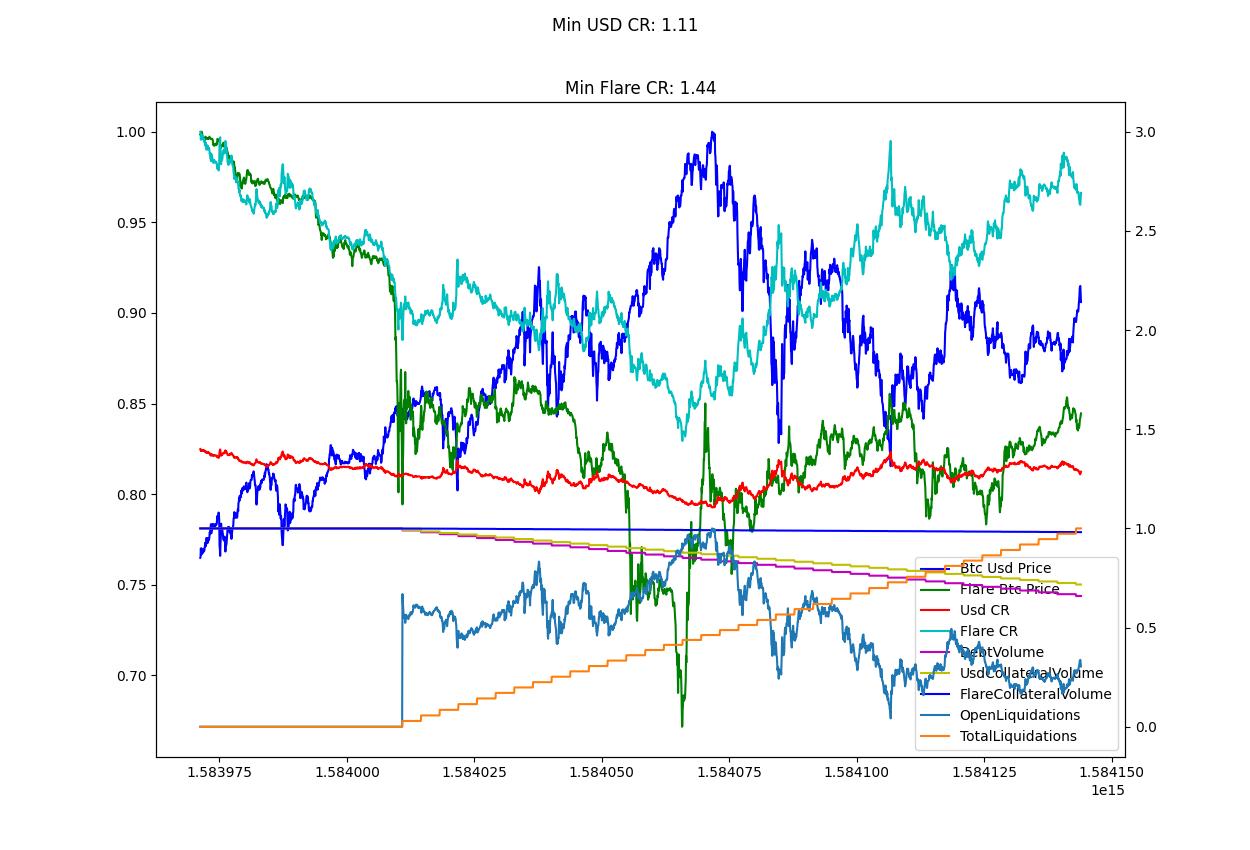 Min USD CR: 1.11
Min Flare CR: 1.44
1.00
0.95
0.90
0.85
0.80
0.75
0.70
3.0
2.5
2.0
1.5
1.0
0.5
0.0
Btc Usd Price
Flare Btc Price
Usd CR
Flare CR
DebtVolume
UsdCollateralVolume
FlareCollateralVolume
OpenLiquidations
TotalLiquidations
1.583975 1.584000 1.584025 1.584050 1.584075 1.584100 1.584125 1.584150
1e15